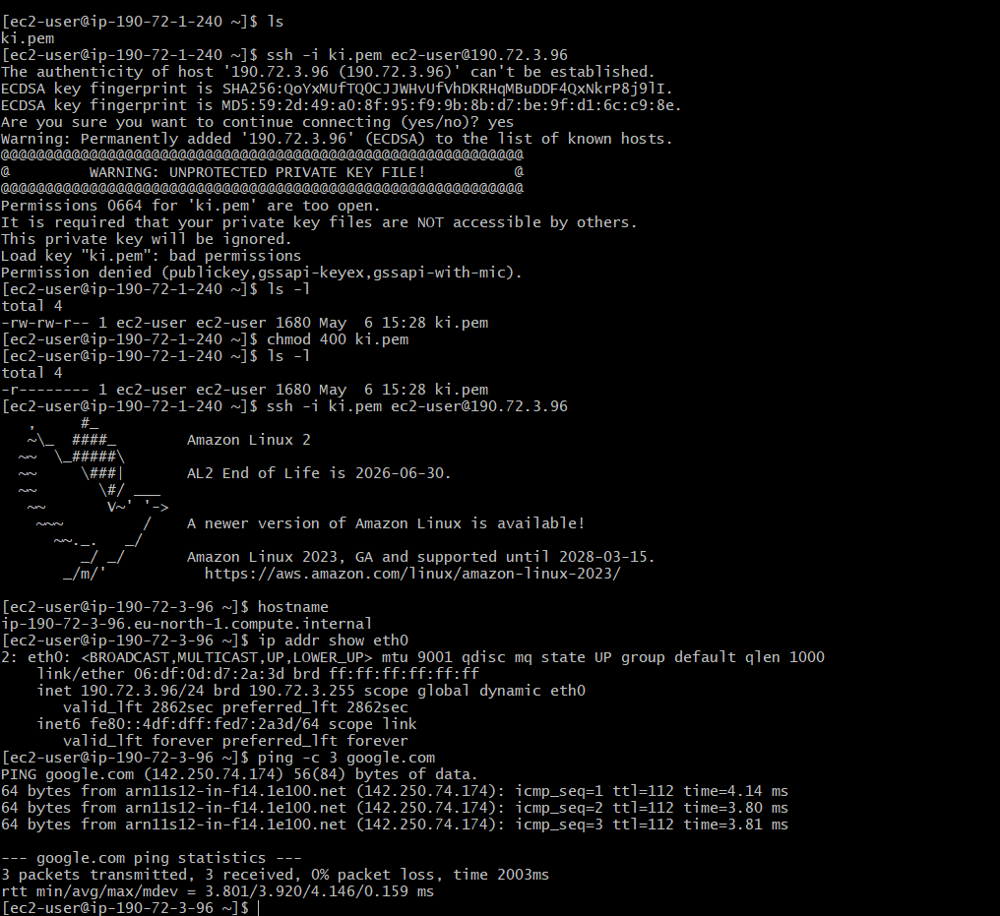 [ec2-user@ip-190-72-1-240 ~]$ ls
ki.pem
[ec2-user@ip-190-72-1-240 ~]$ ssh -i ki.pem ec2-user@190.72.3.96
The authenticity of host '190.72.3.96 (190.72.3.96)' can't be established.
ECDSA key fingerprint is SHA256:QoYxMUfTQOCJJWHvUfVhDKRHqMBuDDF4QxNkrP8j9lI.
ECDSA key fingerprint is MD5:59:2d:49:a0:8f:95:f9:9b:8b:d7:be:9f:d1:6c:c9:8e.
Are you sure you want to continue connecting (yes/no)? yes
Warning: Permanently added '190.72.3.96' (ECDSA) to the list of known hosts.
@@@@@@@@@@@@@@@@@@@@@@@@@@@@@@@@@@@@@@@@@@@@@@@@@@@@@@@@@@@
@         WARNING: UNPROTECTED PRIVATE KEY FILE!          @
@@@@@@@@@@@@@@@@@@@@@@@@@@@@@@@@@@@@@@@@@@@@@@@@@@@@@@@@@@@
Permissions 0664 for 'ki.pem' are too open.
It is required that your private key files are NOT accessible by others.
This private key will be ignored.
Load key "ki.pem": bad permissions
Permission denied (publickey,gssapi-keyex,gssapi-with-mic).
[ec2-user@ip-190-72-1-240 ~]$ ls -l
total 4
-rw-rw-r-- 1 ec2-user ec2-user 1680 May  6 15:28 ki.pem
[ec2-user@ip-190-72-1-240 ~]$ chmod 400 ki.pem
[ec2-user@ip-190-72-1-240 ~]$ ls -l
total 4
-r-------- 1 ec2-user ec2-user 1680 May  6 15:28 ki.pem
[ec2-user@ip-190-72-1-240 ~]$ ssh -i ki.pem ec2-user@190.72.3.96
   ,     #_
   ~\_  ####_        Amazon Linux 2
  ~~  \_#####\
  ~~     \###|       AL2 End of Life is 2026-06-30.
  ~~       \#/ ___
   ~~       V~' '->
    ~~~         /    A newer version of Amazon Linux is available!
      ~~._.   _/
         _/ _/       Amazon Linux 2023, GA and supported until 2028-03-15.
       _/m/'           https://aws.amazon.com/linux/amazon-linux-2023/
[ec2-user@ip-190-72-3-96 ~]$ hostname
ip-190-72-3-96.eu-north-1.compute.internal
[ec2-user@ip-190-72-3-96 ~]$ ip addr show eth0
2: eth0: <BROADCAST,MULTICAST,UP,LOWER_UP> mtu 9001 qdisc mq state UP group default qlen 1000
    link/ether 06:df:0d:d7:2a:3d brd ff:ff:ff:ff:ff:ff
    inet 190.72.3.96/24 brd 190.72.3.255 scope global dynamic eth0
       valid_lft 2862sec preferred_lft 2862sec
    inet6 fe80::4df:dff:fed7:2a3d/64 scope link
       valid_lft forever preferred_lft forever
[ec2-user@ip-190-72-3-96 ~]$ ping -c 3 google.com
PING google.com (142.250.74.174) 56(84) bytes of data.
64 bytes from arn11s12-in-f14.1e100.net (142.250.74.174): icmp_seq=1 ttl=112 time=4.14 ms
64 bytes from arn11s12-in-f14.1e100.net (142.250.74.174): icmp_seq=2 ttl=112 time=3.80 ms
64 bytes from arn11s12-in-f14.1e100.net (142.250.74.174): icmp_seq=3 ttl=112 time=3.81 ms
--- google.com ping statistics ---
3 packets transmitted, 3 received, 0% packet loss, time 2003ms
rtt min/avg/max/mdev = 3.801/3.920/4.146/0.159 ms
[ec2-user@ip-190-72-3-96 ~]$